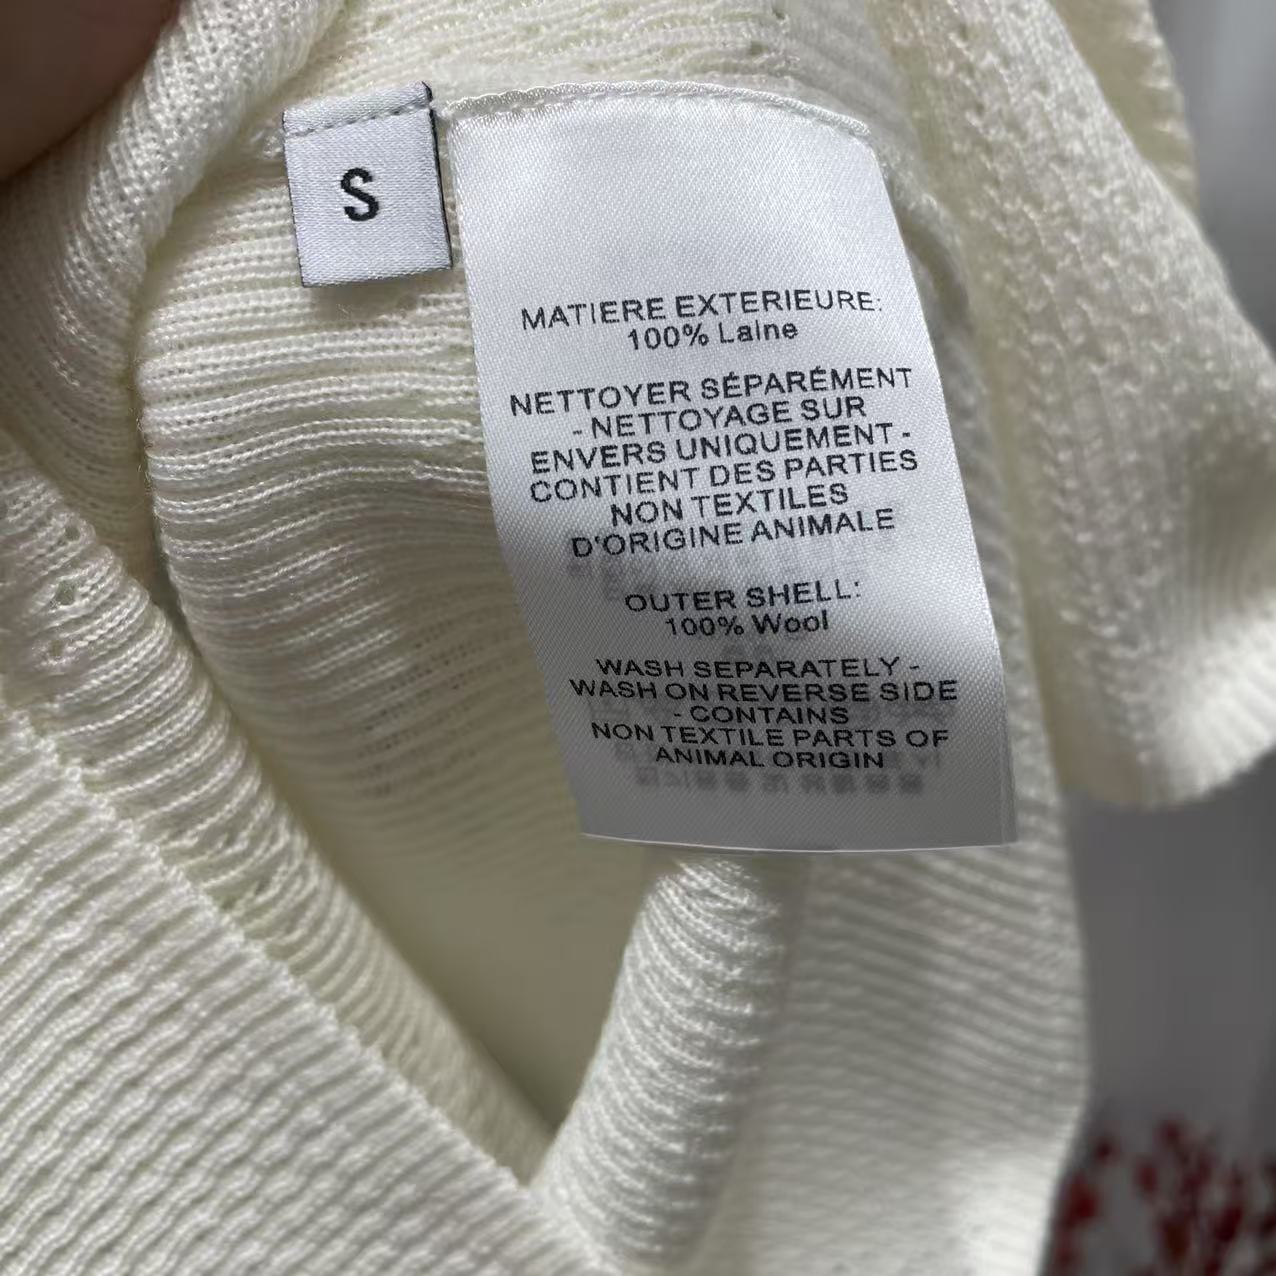 S
MATIERE EXTERIEURE:
100% Laine
NETTOYER SÉPARÉMENT
- NETTOYAGE SUR
ENVERS UNIQUEMENT -
CONTIENT DES PARTIES
NON TEXTILES
D'ORIGINE ANIMALE
OUTER SHELL:
100% Wool
WASH SEPARATELY -
WASH ON REVERSE SIDE
- CONTAINS
NON TEXTILE PARTS OF
ANIMAL ORIGIN